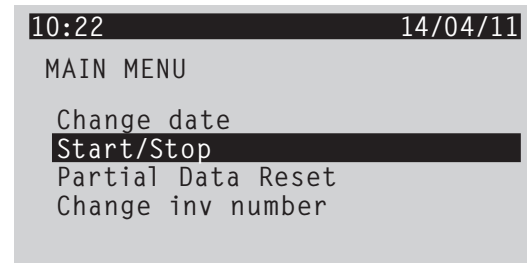 10:22 14/04/11
MAIN MENU
Change date
Start/Stop
Partial Data Reset
Change inv number